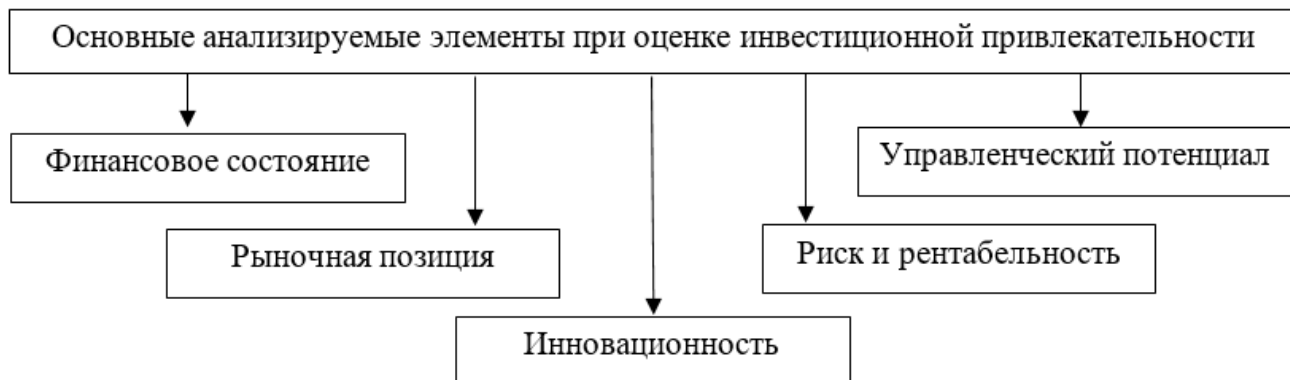 Основные анализируемые элементы при оценке инвестиционной привлекательности
Финансовое состояние
Управленческий потенциал
Рыночная позиция
Риск и рентабельность
Инновационность